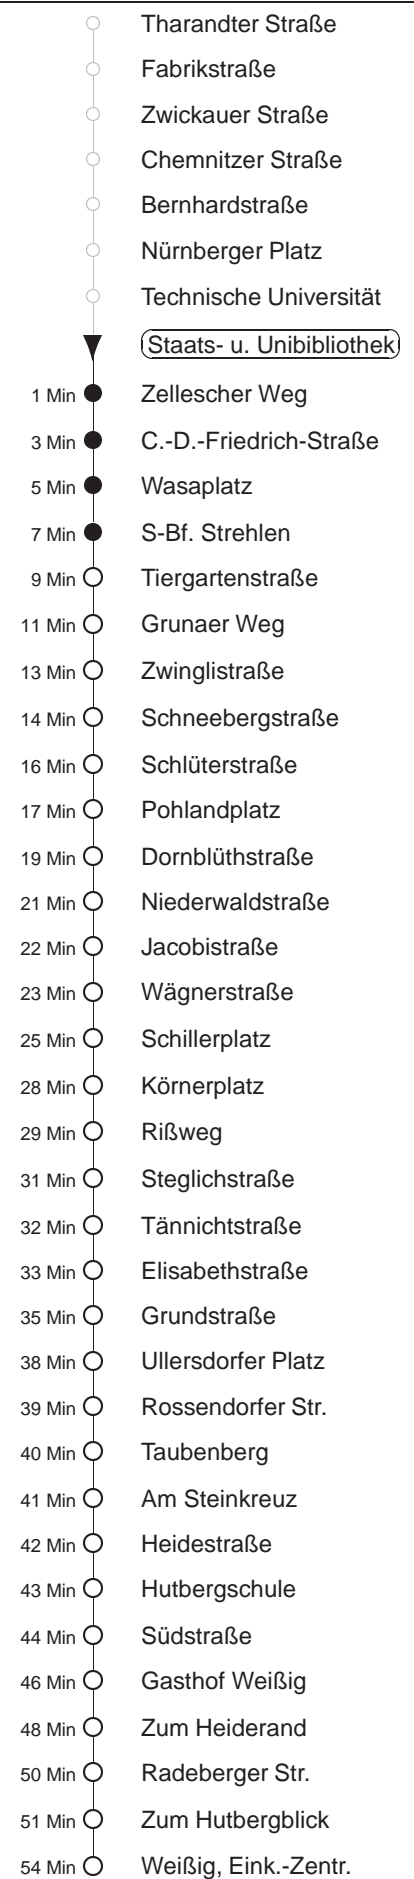 Tharandter Straße
Fabrikstraße
Zwickauer Straße
Chemnitzer Straße
Bernhardstraße
Nürnberger Platz
Technische Universität
Staats- u. Unibibliothek
1 Min Zellescher Weg
3 Min C.-D.-Friedrich-Straße
5 Min Wasaplatz
7 Min S-Bf. Strehlen
9 Min Tiergartenstraße
11 Min Grunaer Weg
13 Min Zwinglistraße
14 Min Schneebergstraße
16 Min Schlüterstraße
17 Min Pohlandplatz
19 Min Dornblüthstraße
21 Min Niederwaldstraße
22 Min Jacobistraße
23 Min Wägnerstraße
25 Min Schillerplatz
28 Min Körnerplatz
29 Min Rißweg
31 Min Steglichstraße
32 Min Tännichtstraße
33 Min Elisabethstraße
35 Min Grundstraße
38 Min Ullersdorfer Platz
39 Min Rossendorfer Str.
40 Min Taubenberg
41 Min Am Steinkreuz
42 Min Heidestraße
43 Min Hutbergschule
44 Min Südstraße
46 Min Gasthof Weißig
48 Min Zum Heiderand
50 Min Radeberger Str.
51 Min Zum Hutbergblick
54 Min Weißig, Eink.-Zentr.